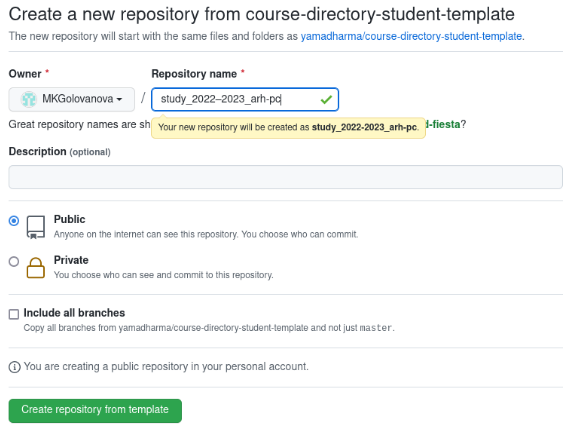 Create a new repository from course-directory-student-template
The new repository will start with the same files and folders as yamadharma/course-directory-student-template.
Owner * Repository name *
MKGolovanova / study_2022–2023_arh-pc
Great repository names are sh d-fiesta?
Your new repository will be created as study_2022-2023_arh-pc.
Description (optional)
Public
Anyone on the internet can see this repository. You choose who can commit.
Private
You choose who can see and commit to this repository.
Include all branches
Copy all branches from yamadharma/course-directory-student-template and not just master.
You are creating a public repository in your personal account.
Create repository from template